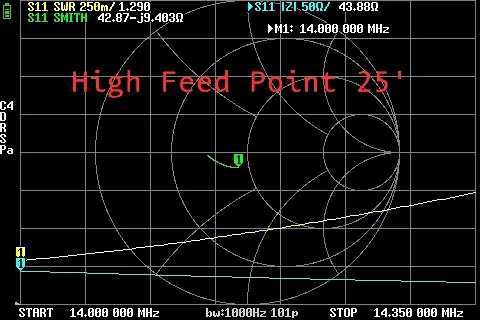 S11 SWR 250m/ 1.290
S11 |Z| 50Ω/ 43.88Ω
S11 SMITH 42.87-j9.403Ω
M1: 14.000 000 MHz
High Feed Point 25'
C4
D
R
S
Pa
1
1
1
START 14.000 000 MHz
bw:1000Hz 101p
STOP 14.350 000 MHz